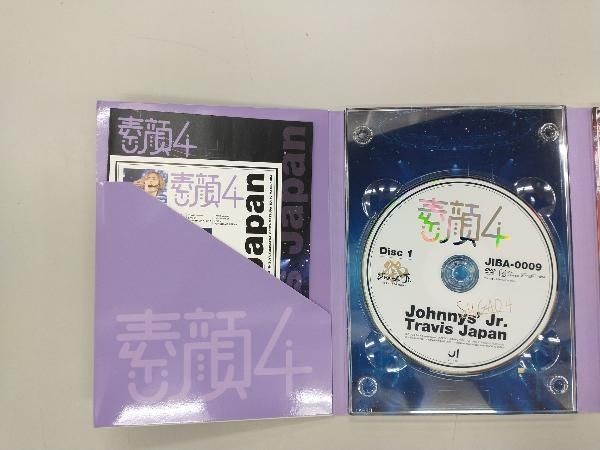 素顔4
素顔4
Japan
s Japan
素顔4
素顔4
Disc 1
JIBA-0009
SUGAO4
Johnnys' Jr.
Travis Japan